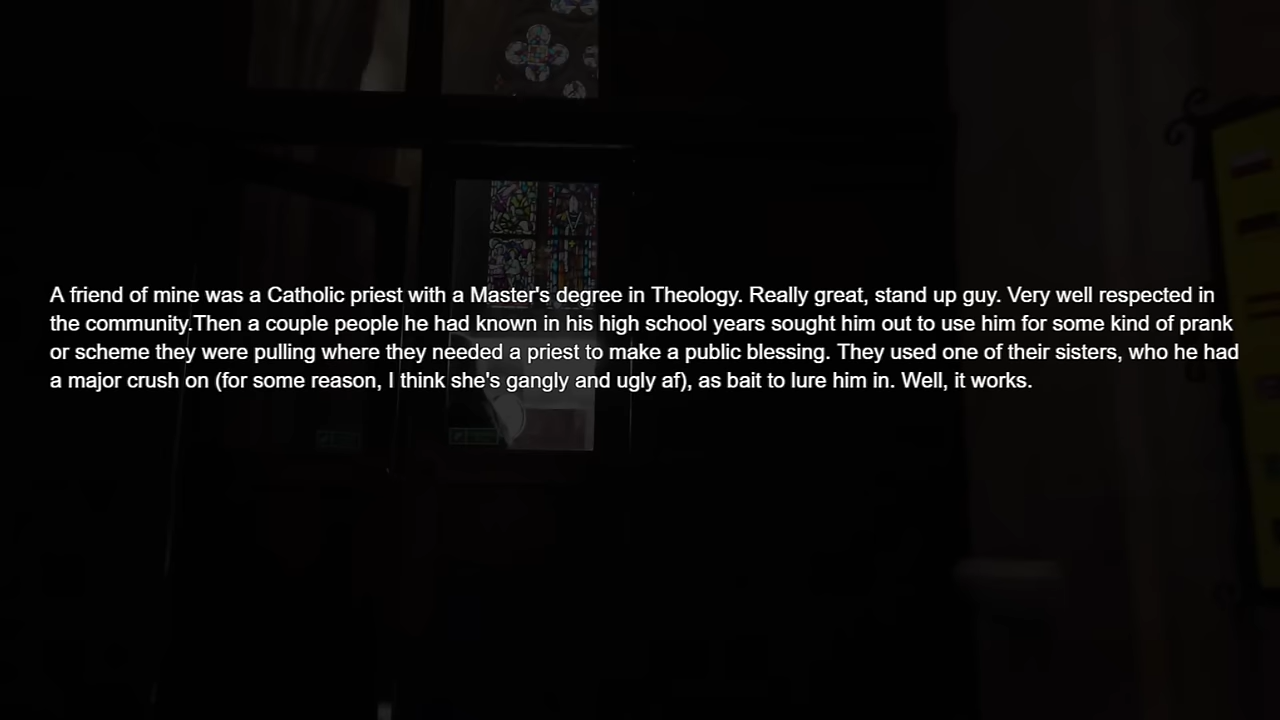 A friend of mine was a Catholic priest with a Master's degree in Theology. Really great, stand up guy. Very well respected in
the community.Then a couple people he had known in his high school years sought him out to use him for some kind of prank
or scheme they were pulling where they needed a priest to make a public blessing. They used one of their sisters, who he had
a major crush on (for some reason, I think she's gangly and ugly af), as bait to lure him in. Well, it works.